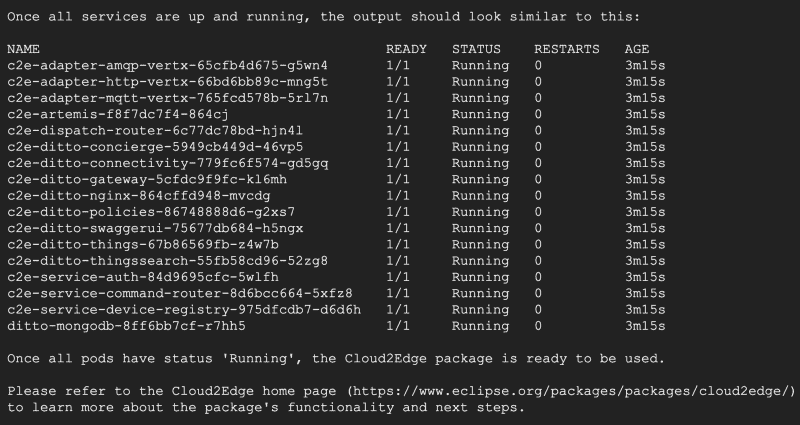 Once all services are up and running, the output should look similar to this:
NAME READY STATUS RESTARTS AGE
c2e-adapter-amqp-vertx-65cfb4d675-g5wn4 1/1 Running 0 3m15s
c2e-adapter-http-vertx-66bd6bb89c-mng5t 1/1 Running 0 3m15s
c2e-adapter-mqtt-vertx-765fcd578b-5rl7n 1/1 Running 0 3m15s
c2e-artemis-f8f7dc7f4-864cj 1/1 Running 0 3m15s
c2e-dispatch-router-6c77dc78bd-hjn4l 1/1 Running 0 3m15s
c2e-ditto-concierge-5949cb449d-46vp5 1/1 Running 0 3m15s
c2e-ditto-connectivity-779fc6f574-gd5gq 1/1 Running 0 3m15s
c2e-ditto-gateway-5cfdc9f9fc-kl6mh 1/1 Running 0 3m15s
c2e-ditto-nginx-864cffd948-mvcdg 1/1 Running 0 3m15s
c2e-ditto-policies-86748888d6-g2xs7 1/1 Running 0 3m15s
c2e-ditto-swaggerui-75677db684-h5ngx 1/1 Running 0 3m15s
c2e-ditto-things-67b86569fb-z4w7b 1/1 Running 0 3m15s
c2e-ditto-thingssearch-55fb58cd96-52zg8 1/1 Running 0 3m15s
c2e-service-auth-84d9695cfc-5wlfh 1/1 Running 0 3m15s
c2e-service-command-router-8d6bcc664-5xfz8 1/1 Running 0 3m15s
c2e-service-device-registry-975dfcdb7-d6d6h 1/1 Running 0 3m15s
ditto-mongodb-8ff6bb7cf-r7hh5 1/1 Running 0 3m15s
Once all pods have status 'Running', the Cloud2Edge package is ready to be used.
Please refer to the Cloud2Edge home page (https://www.eclipse.org/packages/packages/cloud2edge/)
to learn more about the package's functionality and next steps.